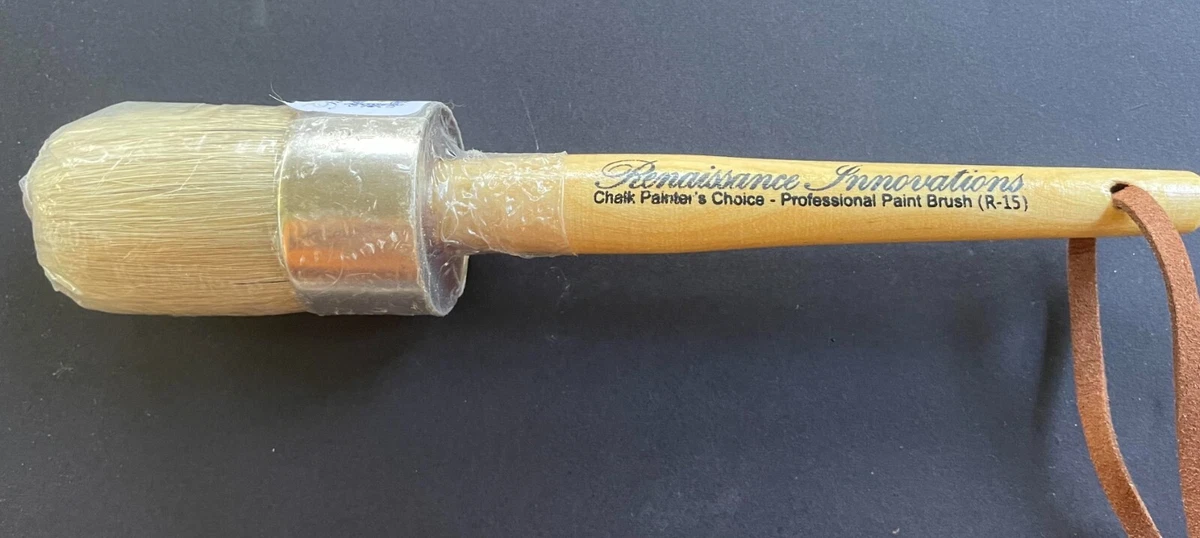 Renaissance Innovations
Chalk Painter's Choice - Professional Paint Brush (R-15)